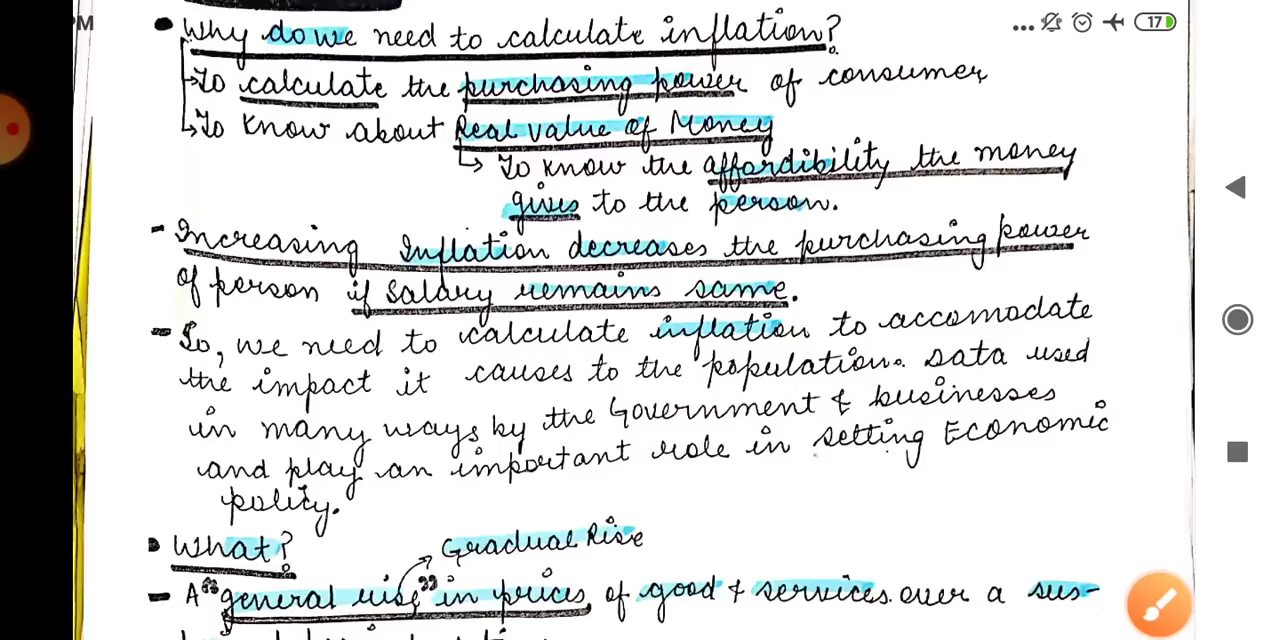 PM
... 17
• Why do we need to calculate inflation?
→ To calculate the purchasing power of consumer
→ To know about Real value of Money
→ To know the affordibility the money
gives to the person.
- Increasing Inflation decreases the purchasing power
of person if salary remains same.
- So, we need to calculate inflation to accomodate
the impact it causes to the population. Data used
in many ways by the Government & businesses
and play an important role in setting Economic
policy.
• What?
→ Gradual Rise
- A "general rise" in prices of good & services over a sus-